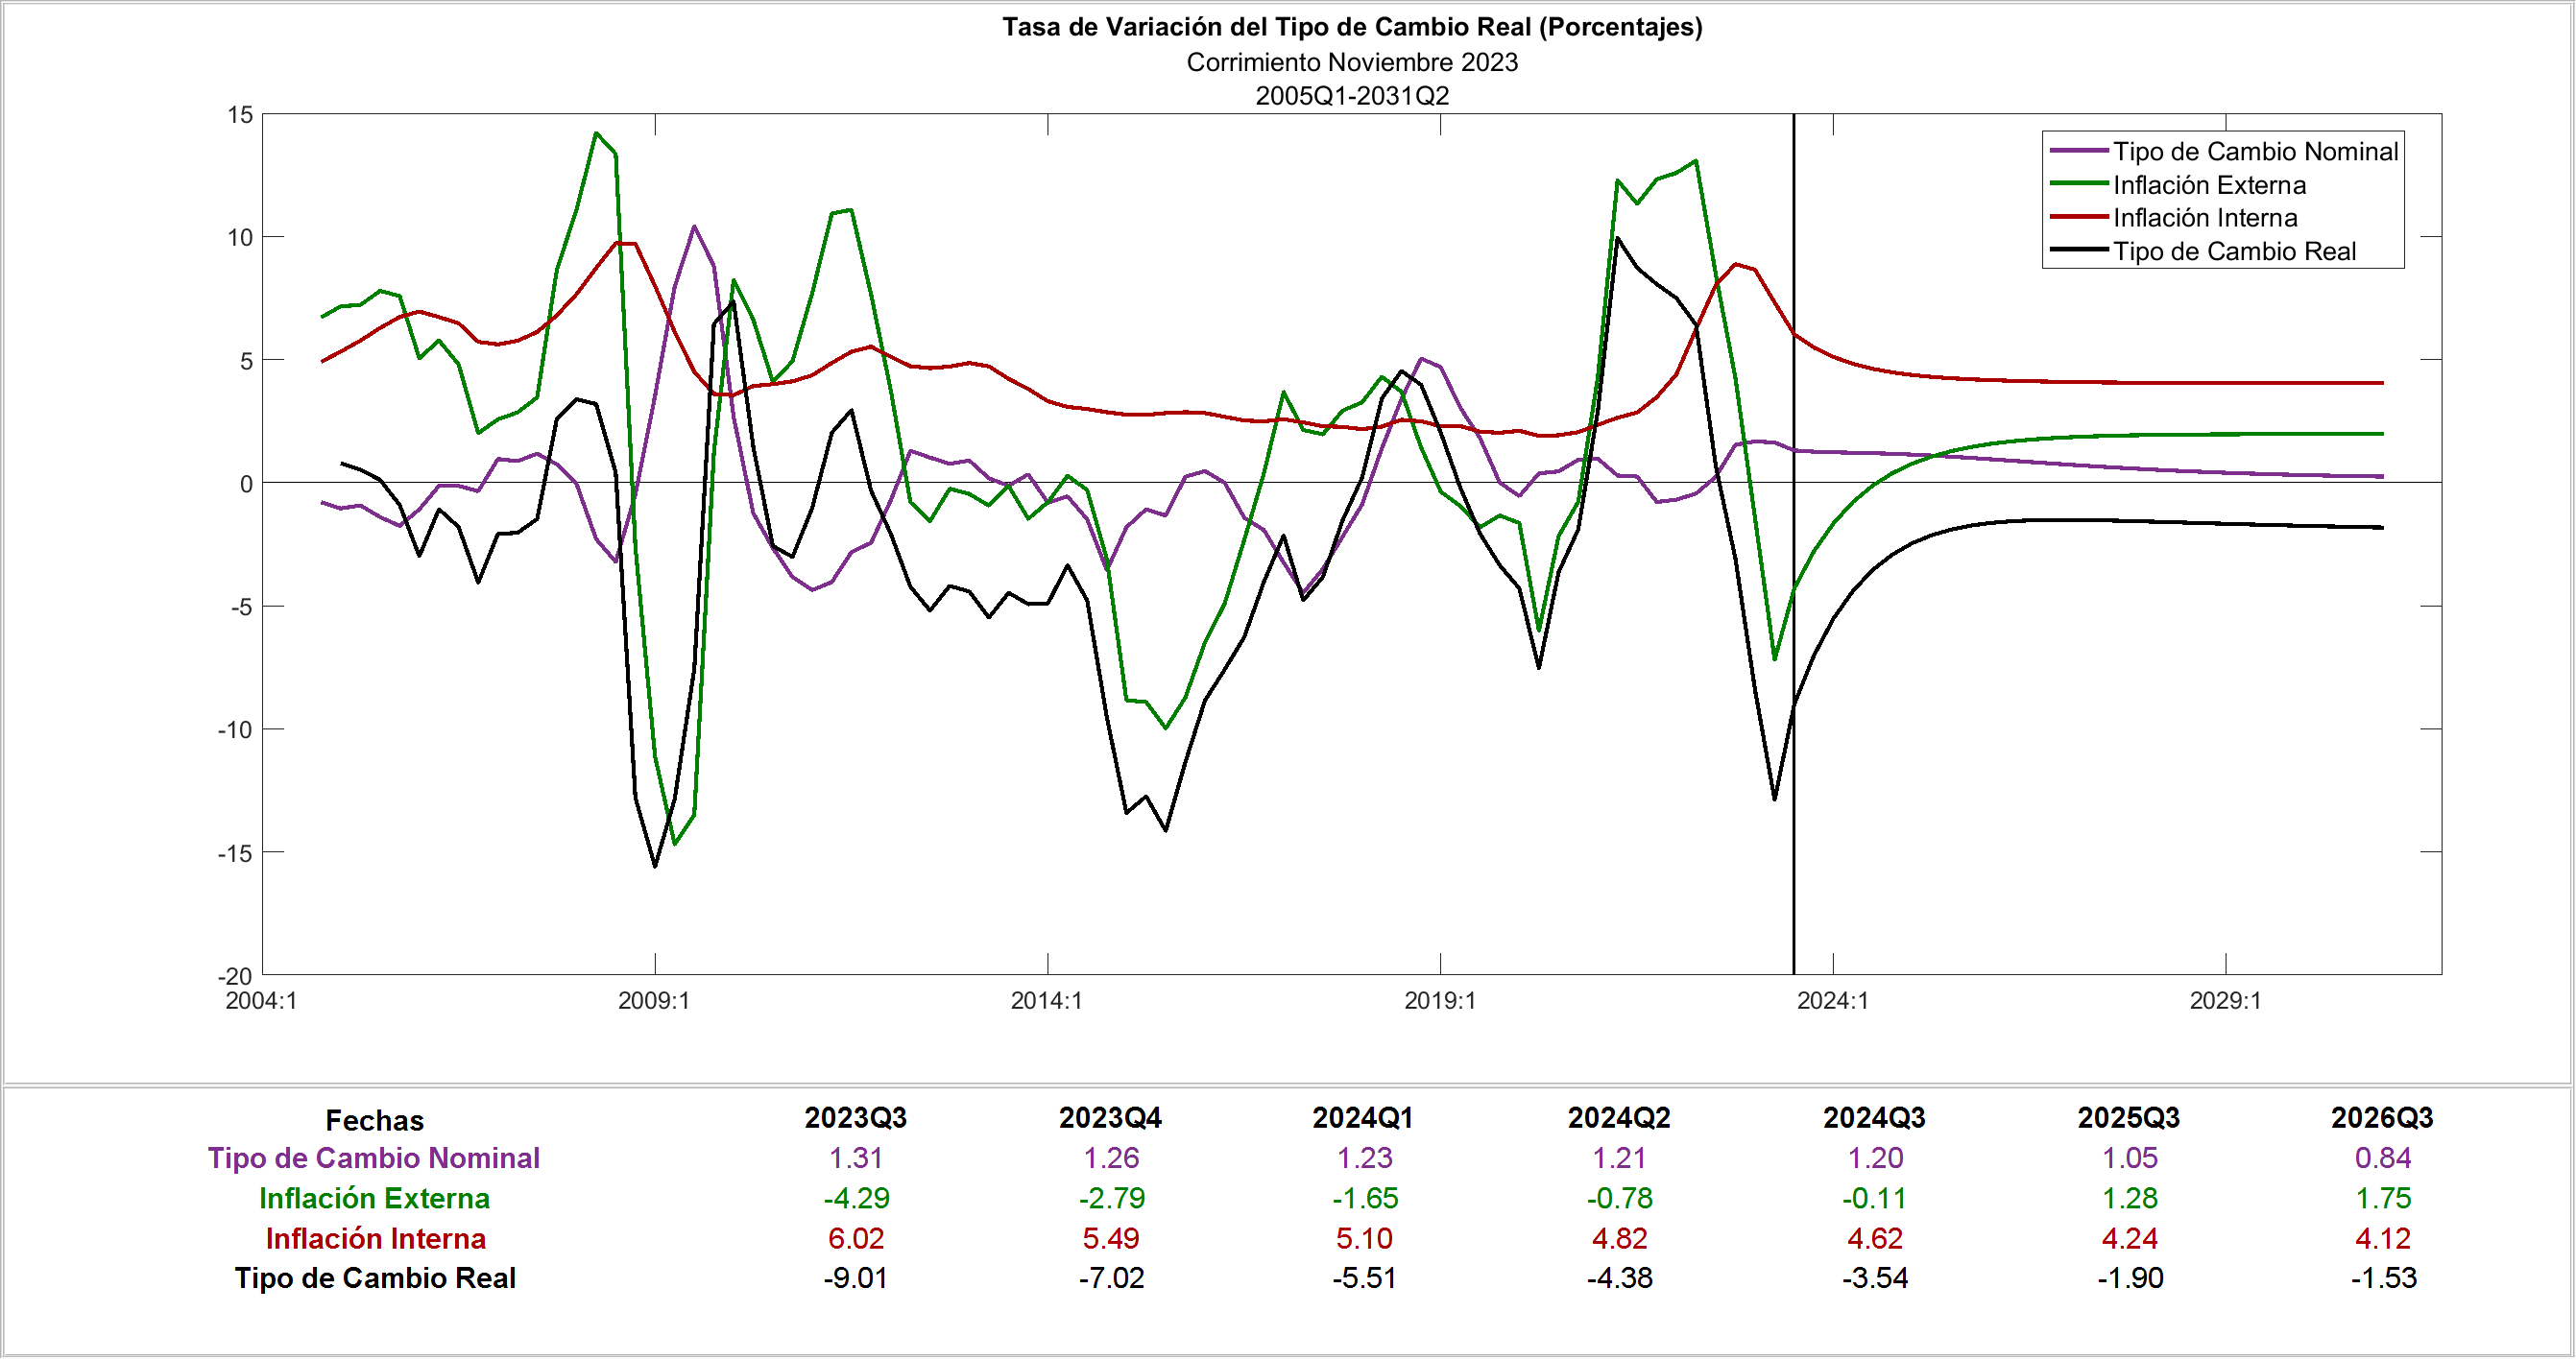 Tasa de Variación del Tipo de Cambio Real (Porcentajes)
Corrimiento Noviembre 2023
2005Q1-2031Q2
15
10
5
0
-5
-10
-15
-20
2004:1 2009:1 2014:1 2019:1 2024:1 2029:1
Tipo de Cambio Nominal
Inflación Externa
Inflación Interna
Tipo de Cambio Real
Fechas 2023Q3 2023Q4 2024Q1 2024Q2 2024Q3 2025Q3 2026Q3
Tipo de Cambio Nominal 1.31 1.26 1.23 1.21 1.20 1.05 0.84
Inflación Externa -4.29 -2.79 -1.65 -0.78 -0.11 1.28 1.75
Inflación Interna 6.02 5.49 5.10 4.82 4.62 4.24 4.12
Tipo de Cambio Real -9.01 -7.02 -5.51 -4.38 -3.54 -1.90 -1.53